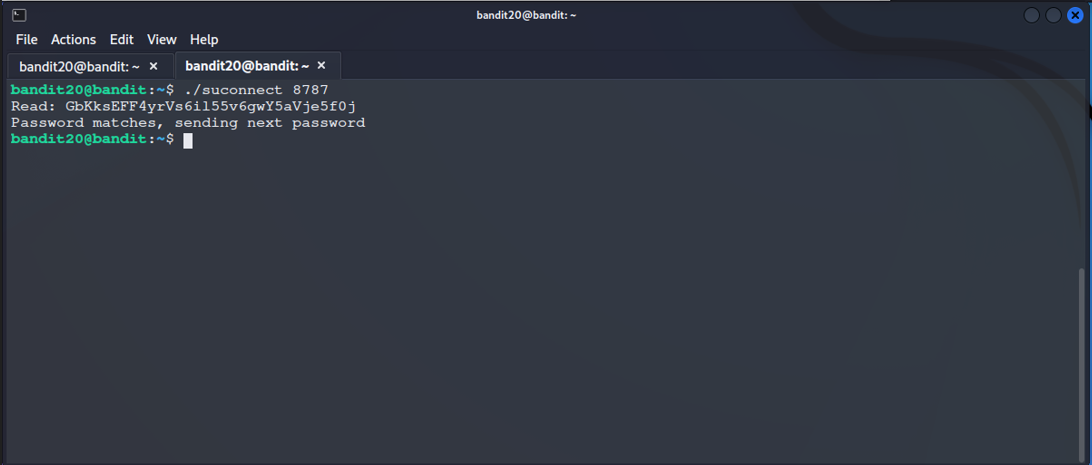 bandit20@bandit: ~
File Actions Edit View Help
bandit20@bandit: ~ × bandit20@bandit: ~ ×
bandit20@bandit:~$ ./suconnect 8787
Read: GbKksEFF4yrVs6il55v6gwY5aVje5f0j
Password matches, sending next password
bandit20@bandit:~$